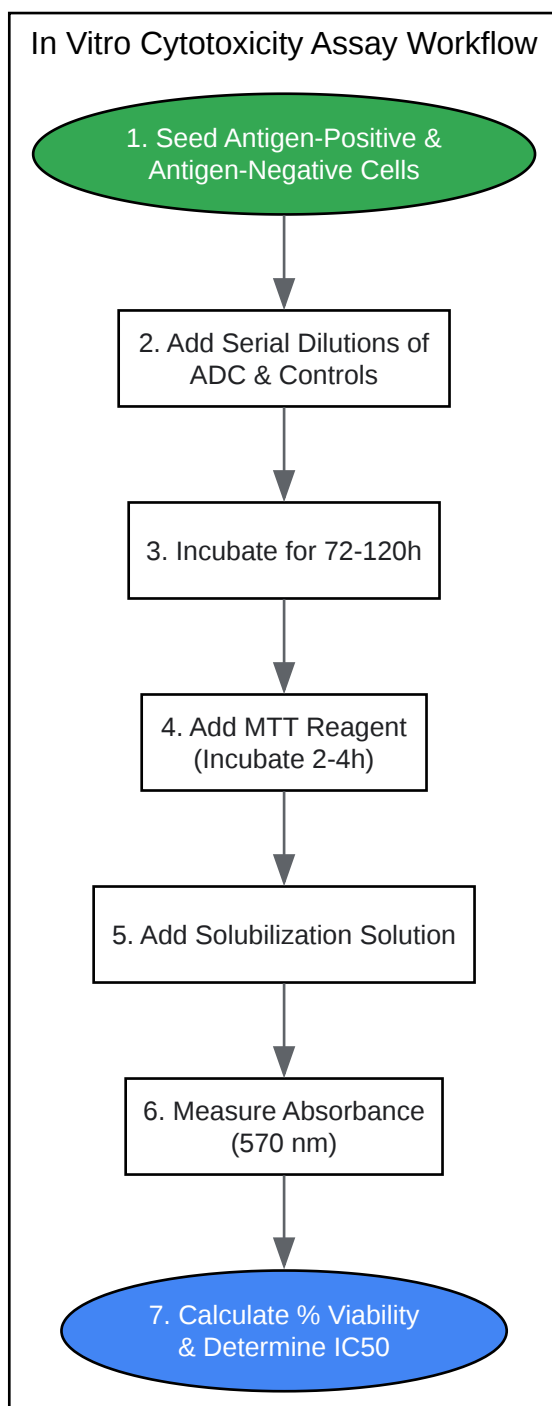 In Vitro Cytotoxicity Assay Workflow
1. Seed Antigen-Positive &
Antigen-Negative Cells
2. Add Serial Dilutions of
ADC & Controls
3. Incubate for 72-120h
4. Add MTT Reagent
(Incubate 2-4h)
5. Add Solubilization Solution
6. Measure Absorbance
(570 nm)
7. Calculate % Viability
& Determine IC50